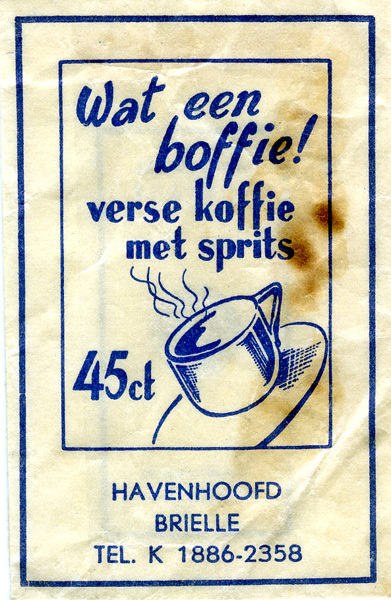 Wat een
boffie!
verse koffie
met sprits
45ct
HAVENHOOFD
BRIELLE
TEL. K 1886-2358